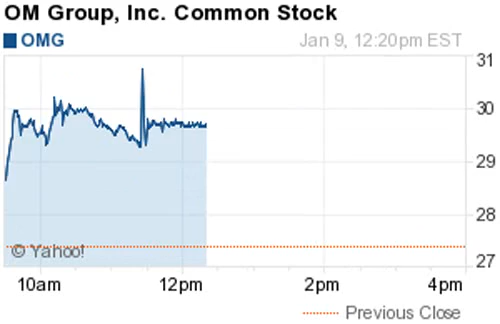 OM Group, Inc. Common Stock
OMG
Jan 9, 12:20pm EST
31
30
29
28
27
© Yahoo!
10am
12pm
2pm
4pm
Previous Close